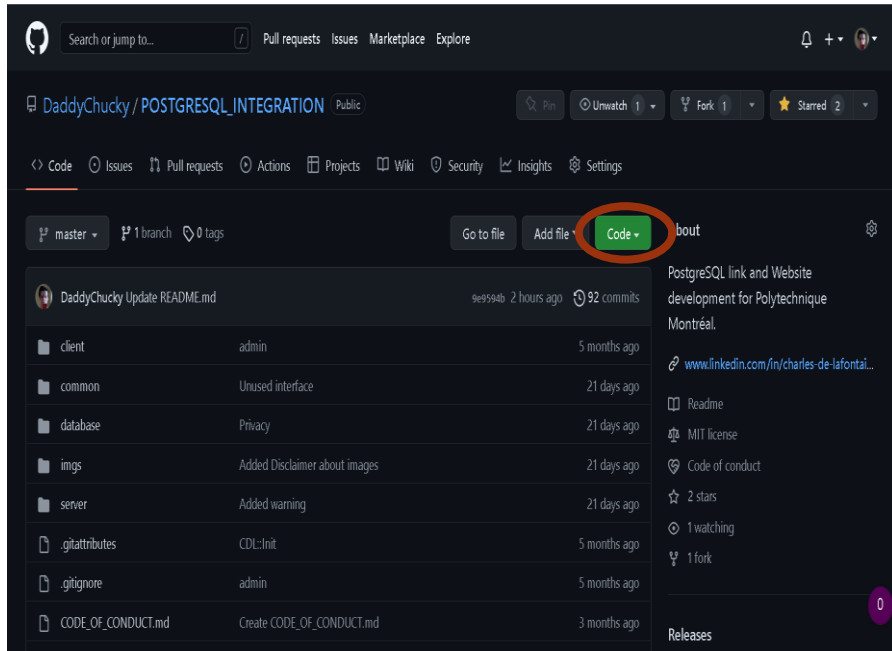 Search or jump to... / Pull requests Issues Marketplace Explore
DaddyChucky / POSTGRESQL_INTEGRATION Public Pin Unwatch 1 Fork 1 Starred 2
Code Issues Pull requests Actions Projects Wiki Security Insights Settings
master 1 branch 0 tags Go to file Add file Code
DaddyChucky Update README.md 9e9594b 2 hours ago 92 commits
client admin 5 months ago
common Unused interface 21 days ago
database Privacy 21 days ago
imgs Added Disclaimer about images 21 days ago
server Added warning 21 days ago
.gitattributes CDL::Init 5 months ago
.gitignore admin 5 months ago
CODE_OF_CONDUCT.md Create CODE_OF_CONDUCT.md 3 months ago
bout
PostgreSQL link and Website
development for Polytechnique
Montréal.
www.linkedin.com/in/charles-de-lafontai...
Readme
MIT license
Code of conduct
2 stars
1 watching
1 fork
0
Releases